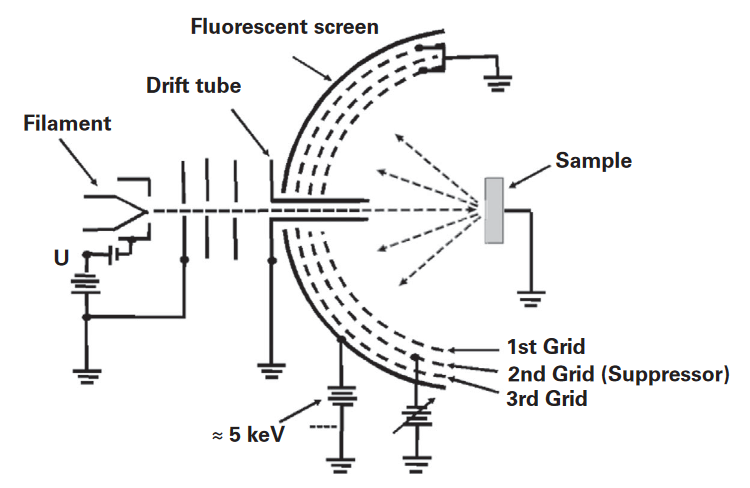 Fluorescent screen
Drift tube
Filament
Sample
U
1st Grid
2nd Grid (Suppressor)
3rd Grid
≈ 5 keV